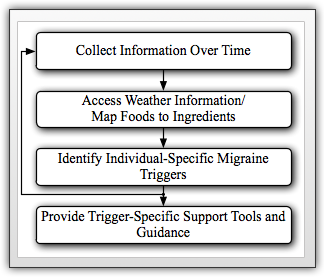 Collect Information Over Time
Access Weather Information/
Map Foods to Ingredients
Identify Individual-Specific Migraine
Triggers
Provide Trigger-Specific Support Tools and
Guidance